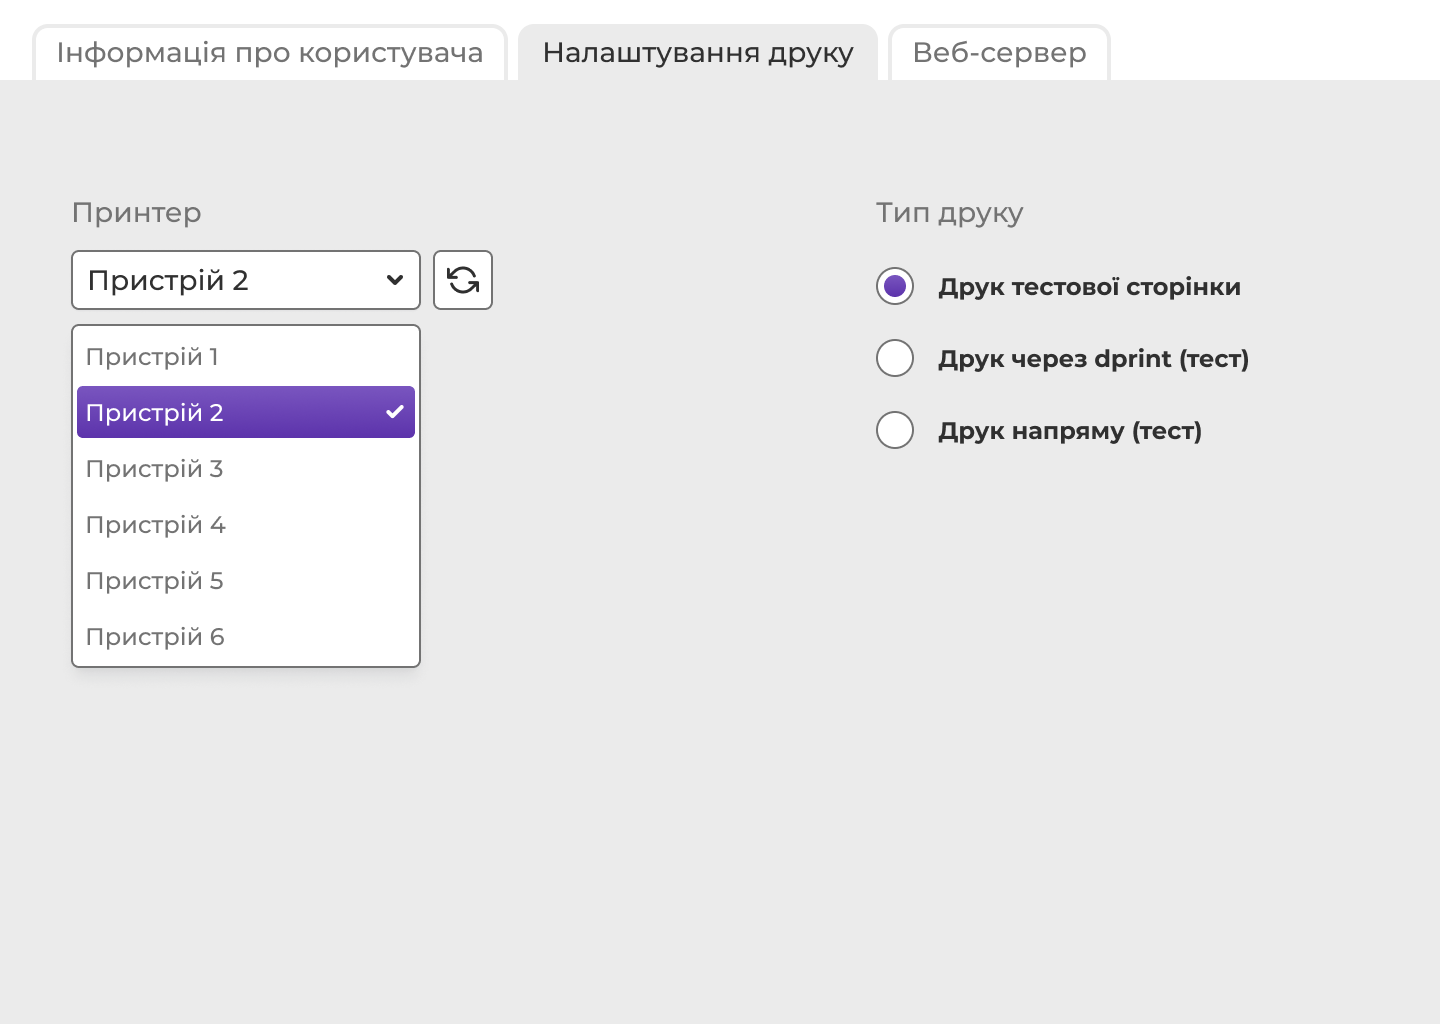 Інформація про користувача
Налаштування друку
Веб-сервер
Принтер
Пристрій 2
Пристрій 1
Пристрій 2
Пристрій 3
Пристрій 4
Пристрій 5
Пристрій 6
Тип друку
Друк тестової сторінки
Друк через dprint (тест)
Друк напряму (тест)